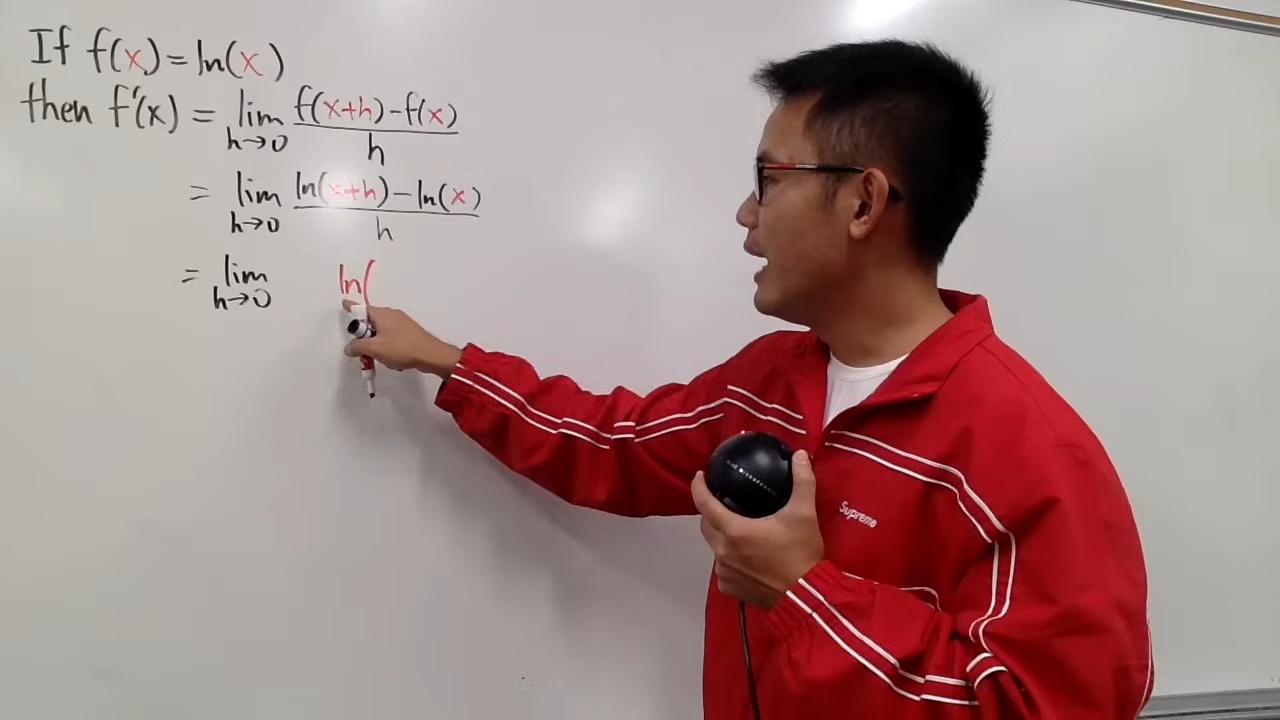 If f(x)=ln(x)
then f'(x) = lim h→0 f(x+h)-f(x) / h
= lim h→0 ln(x+h)-ln(x) / h
= lim h→0 ln(
Supreme